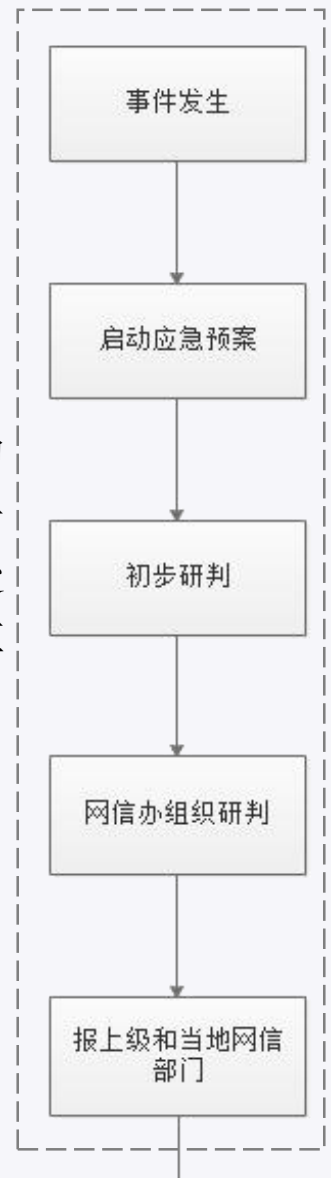 事件发生
启动应急预案
初步研判
网信办组织研判
报上级和当地网信
部门